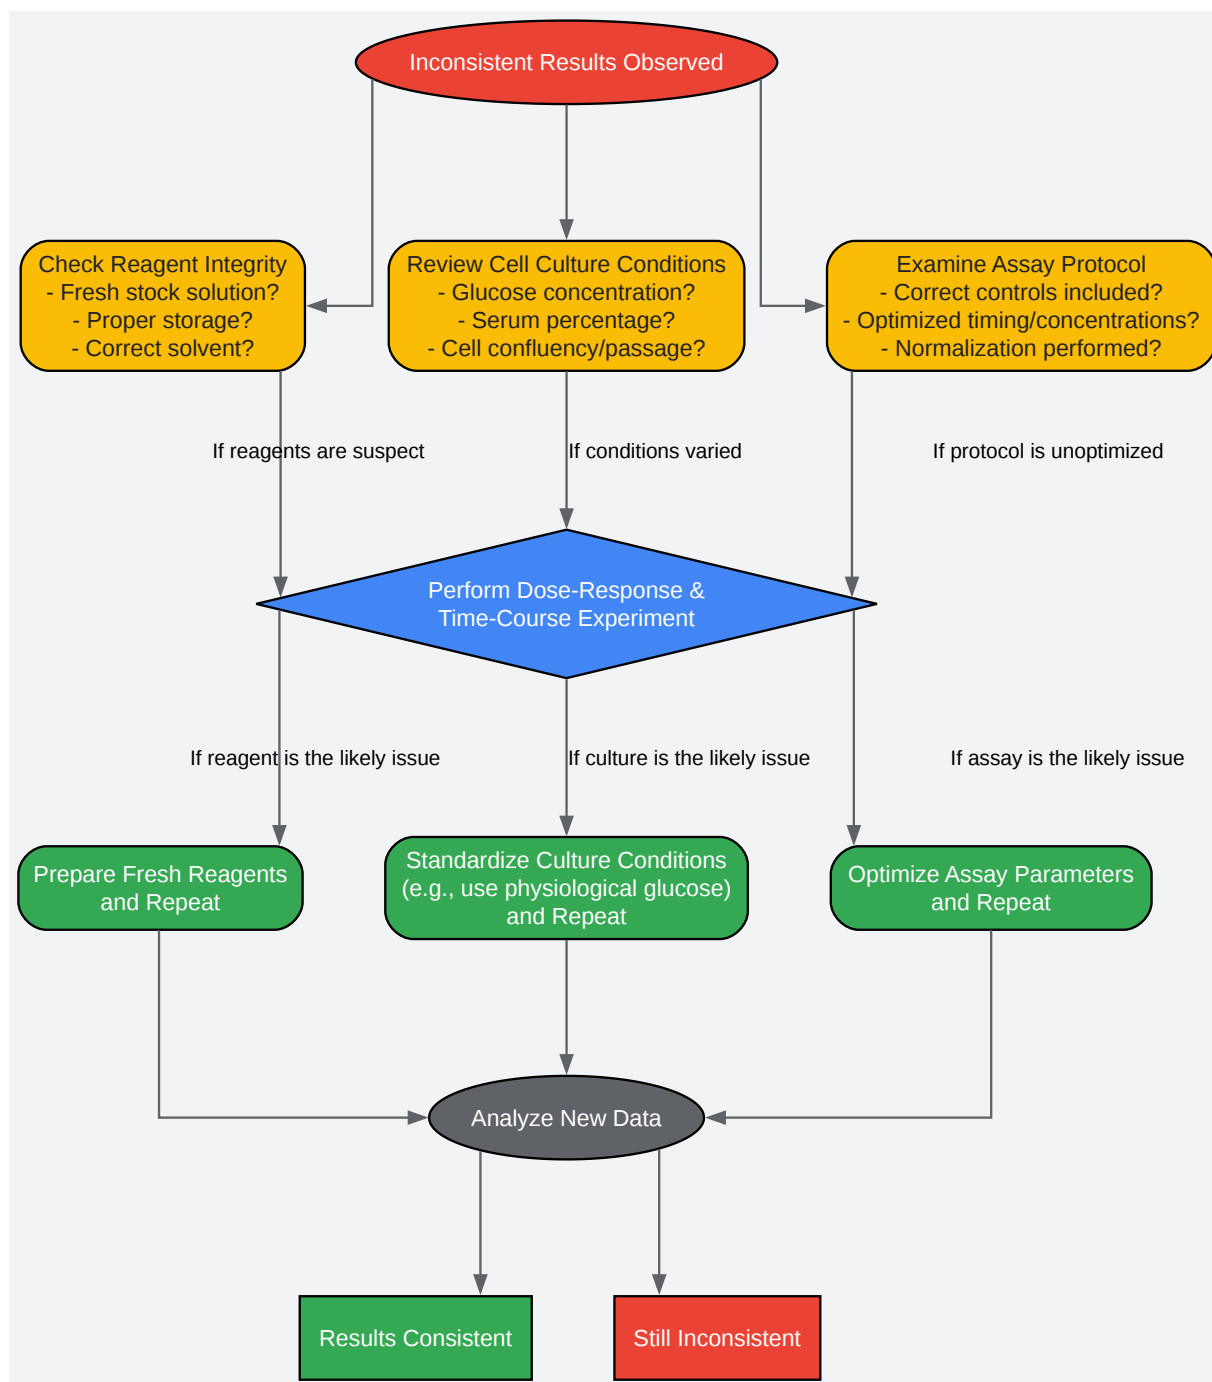 Inconsistent Results Observed
Check Reagent Integrity
- Fresh stock solution?
- Proper storage?
- Correct solvent?
Review Cell Culture Conditions
- Glucose concentration?
- Serum percentage?
- Cell confluency/passage?
Examine Assay Protocol
- Correct controls included?
- Optimized timing/concentrations?
- Normalization performed?
If reagents are suspect
If conditions varied
If protocol is unoptimized
Perform Dose-Response &
Time-Course Experiment
If reagent is the likely issue
If culture is the likely issue
If assay is the likely issue
Prepare Fresh Reagents
and Repeat
Standardize Culture Conditions
(e.g., use physiological glucose)
and Repeat
Optimize Assay Parameters
and Repeat
Analyze New Data
Results Consistent
Still Inconsistent